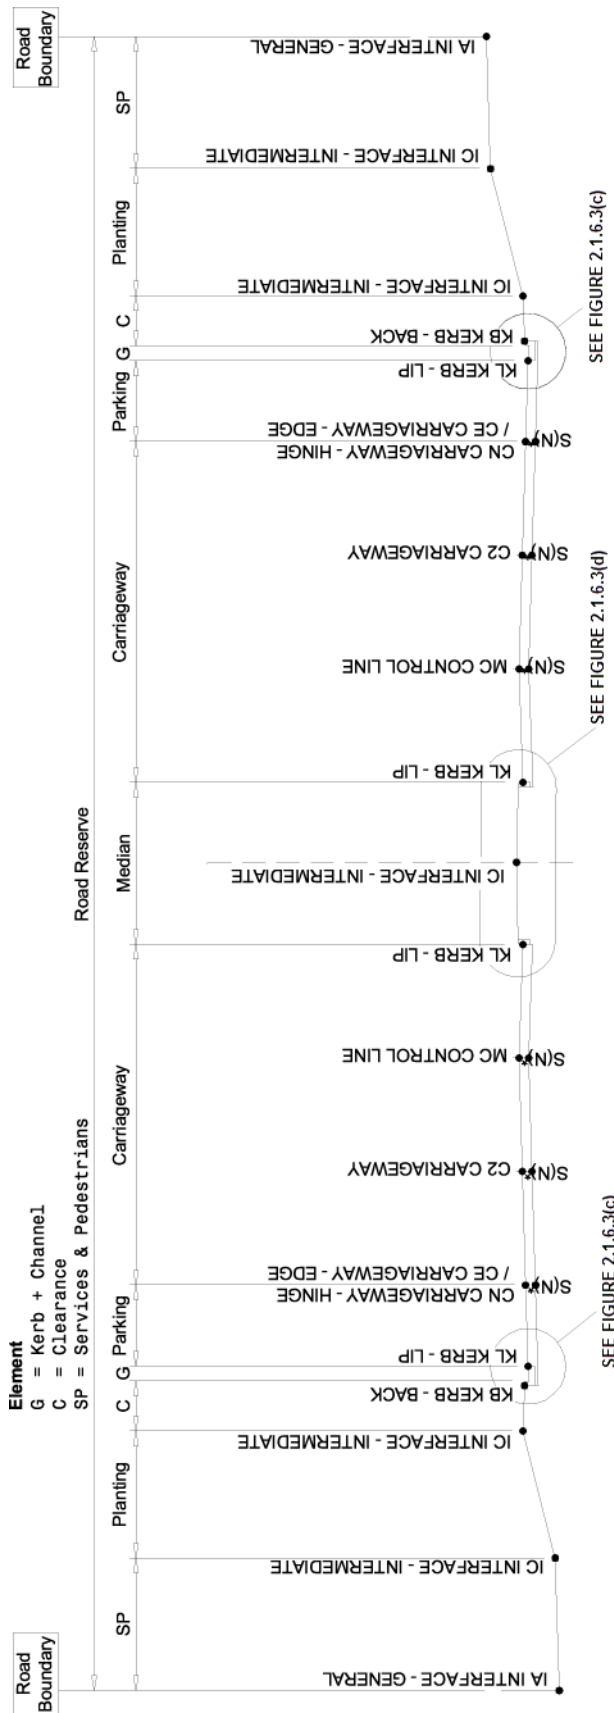 Element
G = Kerb + Channel
C = Clearance
SP = Services & Pedestrians
Road
Boundary
Road
Boundary
Road Reserve
SP
Planting
C
G
Parking
Carriageway
Median
Carriageway
Parking
G
C
Planting
SP
IA INTERFACE - GENERAL
IC INTERFACE - INTERMEDIATE
IC INTERFACE - INTERMEDIATE
KB KERB - BACK
KL KERB - LIP
CN CARRIAGEWAY - HINGE
/ CE CARRIAGEWAY - EDGE
C2 CARRIAGEWAY
MC CONTROL LINE
KL KERB - LIP
IC INTERFACE - INTERMEDIATE
KL KERB - LIP
MC CONTROL LINE
C2 CARRIAGEWAY
CN CARRIAGEWAY - HINGE
/ CE CARRIAGEWAY - EDGE
KL KERB - LIP
KB KERB - BACK
IC INTERFACE - INTERMEDIATE
IC INTERFACE - INTERMEDIATE
IA INTERFACE - GENERAL
S(N)
S(N)
S(N)
S(N)
S(N)
S(N)
SEE FIGURE 2.1.6.3(c)
SEE FIGURE 2.1.6.3(d)
SEE FIGURE 2.1.6.3(c)